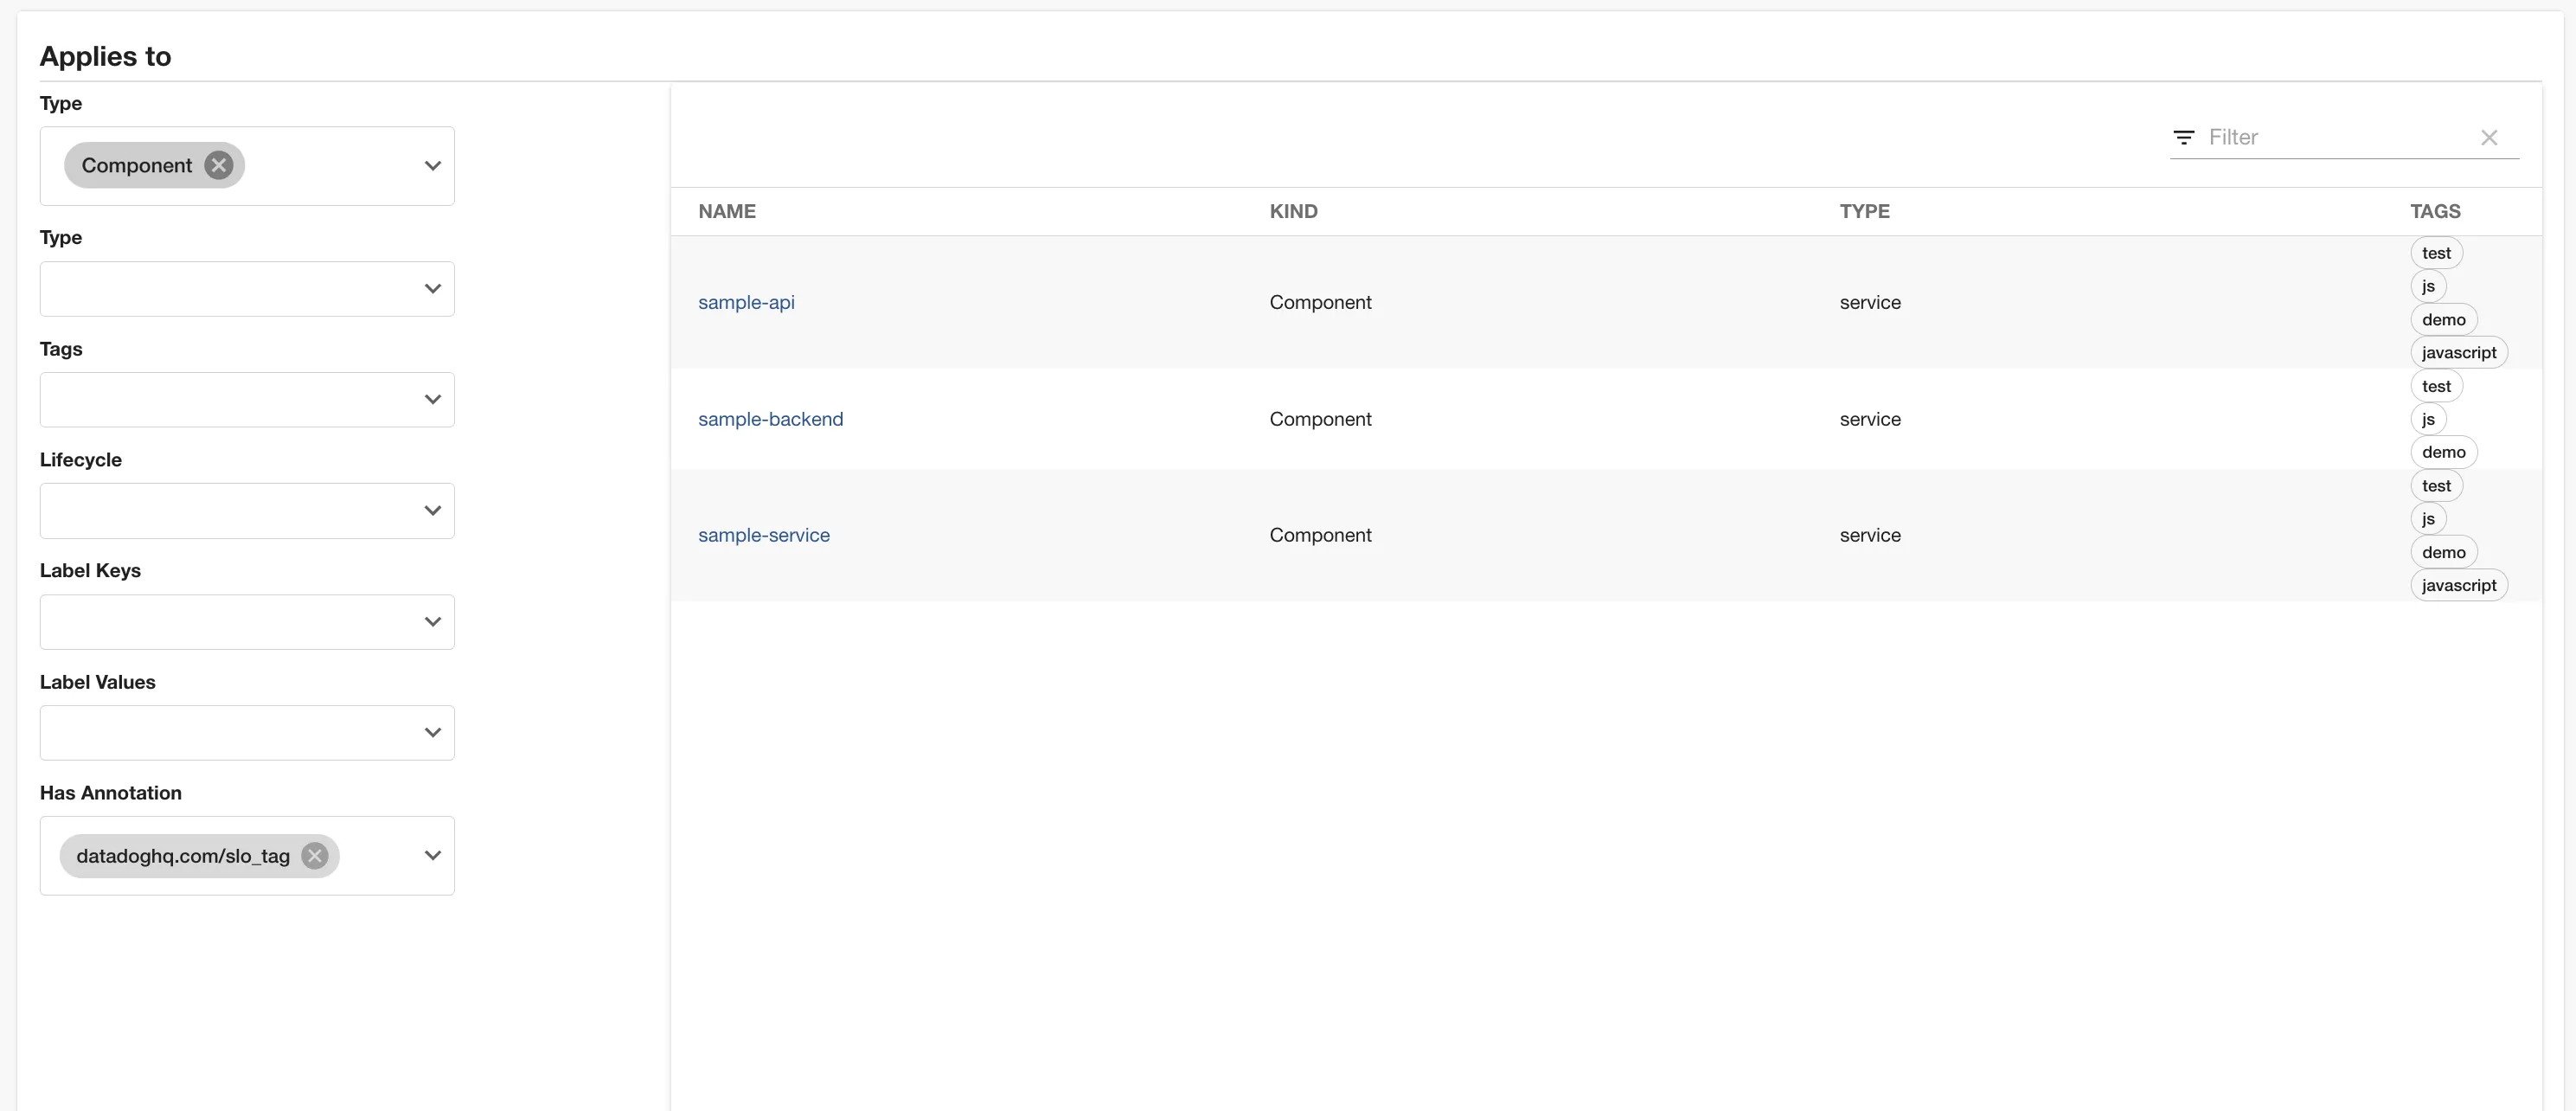 Applies to
Type
Component
Type
Tags
Lifecycle
Label Keys
Label Values
Has Annotation
datadoghq.com/slo_tag
Filter
NAME KIND TYPE TAGS
sample-api Component service
test
js
demo
javascript
sample-backend Component service
test
js
demo
sample-service Component service
test
js
demo
javascript